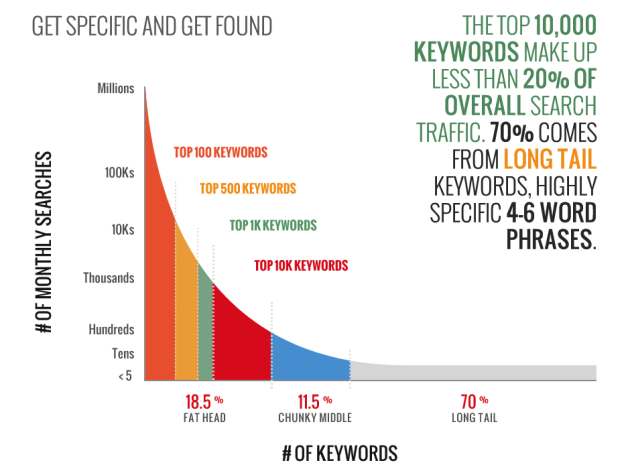 GET SPECIFIC AND GET FOUND
THE TOP 10,000
KEYWORDS MAKE UP
LESS THAN 20% OF
OVERALL SEARCH
TRAFFIC. 70% COMES
FROM LONG TAIL
KEYWORDS, HIGHLY
SPECIFIC 4-6 WORD
PHRASES.
# OF MONTHLY SEARCHES
Millions
100Ks
10Ks
Thousands
Hundreds
Tens
<5
TOP 100 KEYWORDS
TOP 500 KEYWORDS
TOP 1K KEYWORDS
TOP 10K KEYWORDS
18.5 %
FAT HEAD
11.5 %
CHUNKY MIDDLE
70 %
LONG TAIL
# OF KEYWORDS